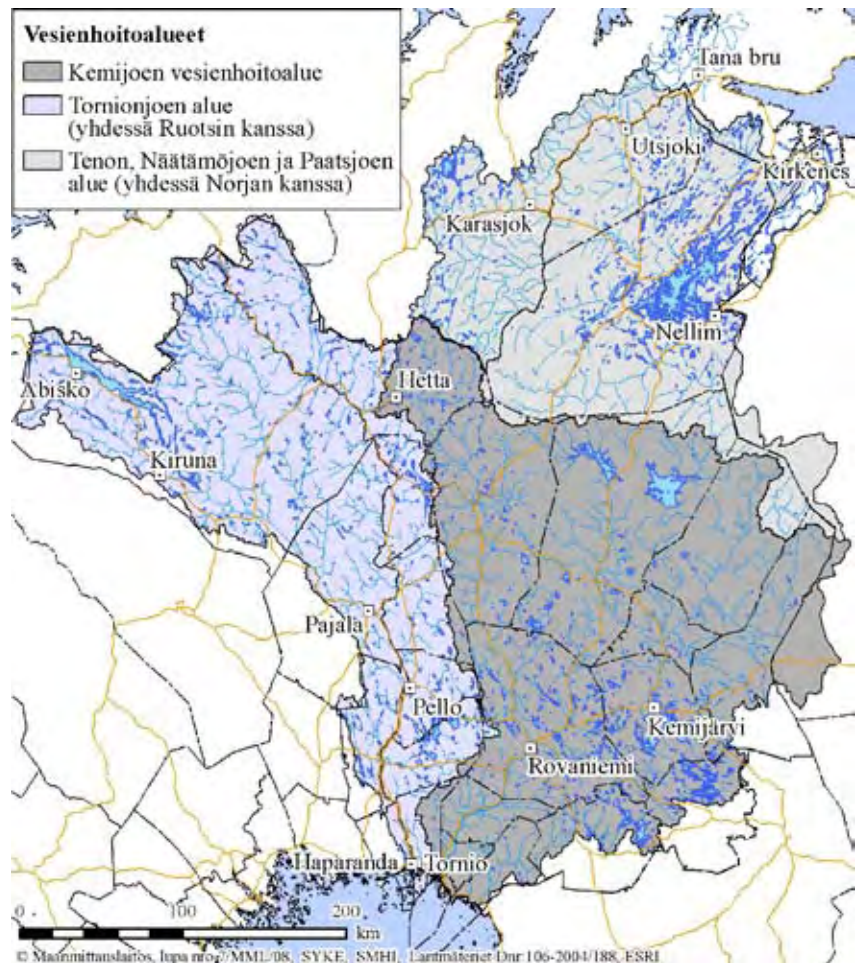 Vesienhoitoalueet
Kemijoen vesienhoitoalue
Tornionjoen alue
(yhdessä Ruotsin kanssa)
Tenon, Näätämöjoen ja Paatsjoen
alue (yhdessä Norjan kanssa)
Tana bru
Utsjoki
Kirkenes
Karasjok
Nellim
Hetta
Abisko
Kiruna
Pajala
Pello
Kemijärvi
Rovaniemi
Haparanda
Tornio
0 100 200
km
© Maanmittauslaitos, lupa nro 7/MML/08, SYKE, SMHI, Lantmäteriet Dnr 106-2004/188, ESRI